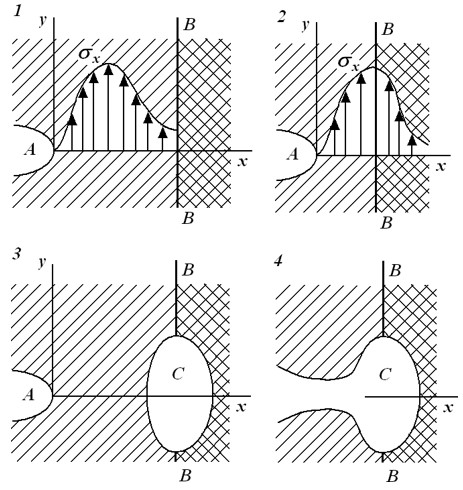 1 y B 2 y B
σx σx
A x A x
B B
3 y B 4 B
A C x C x
B B